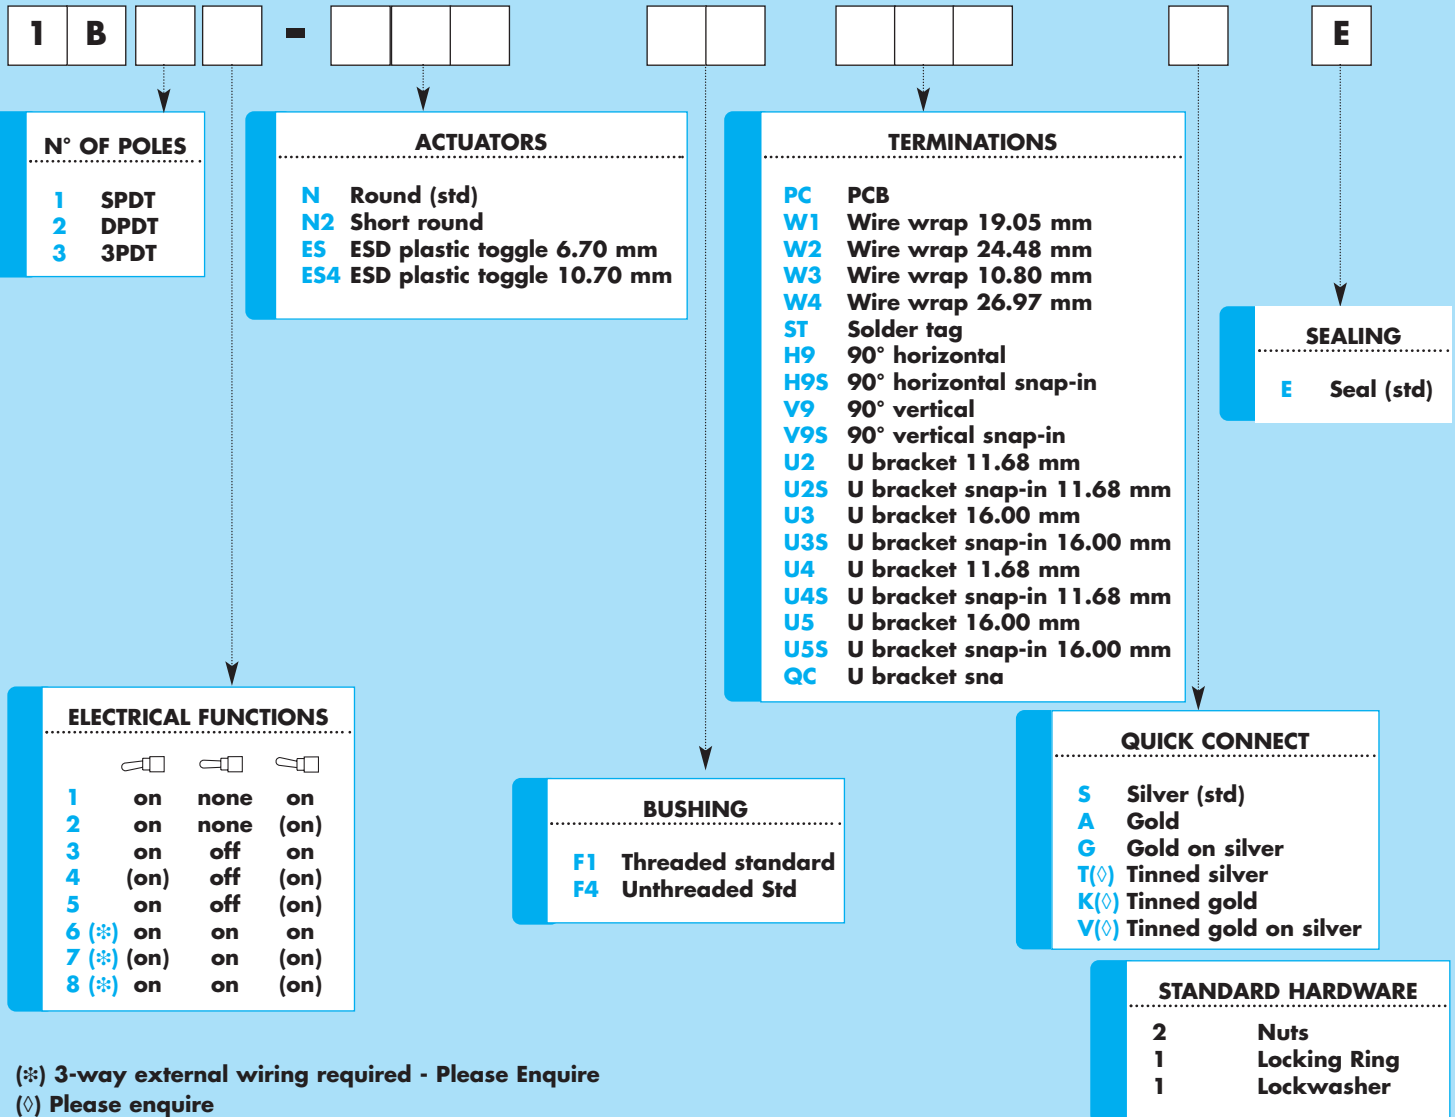 1 B - E
N° OF POLES
1 SPDT
2 DPDT
3 3PDT
ACTUATORS
N Round (std)
N2 Short round
ES ESD plastic toggle 6.70 mm
ES4 ESD plastic toggle 10.70 mm
TERMINATIONS
PC PCB
W1 Wire wrap 19.05 mm
W2 Wire wrap 24.48 mm
W3 Wire wrap 10.80 mm
W4 Wire wrap 26.97 mm
ST Solder tag
H9 90° horizontal
H9S 90° horizontal snap-in
V9 90° vertical
V9S 90° vertical snap-in
U2 U bracket 11.68 mm
U2S U bracket snap-in 11.68 mm
U3 U bracket 16.00 mm
U3S U bracket snap-in 16.00 mm
U4 U bracket 11.68 mm
U4S U bracket snap-in 11.68 mm
U5 U bracket 16.00 mm
U5S U bracket snap-in 16.00 mm
QC U bracket sna
SEALING
E Seal (std)
ELECTRICAL FUNCTIONS
1 on none on
2 on none (on)
3 on off on
4 (on) off (on)
5 on off (on)
6 (✻) on on on
7 (✻) (on) on (on)
8 (✻) on on (on)
BUSHING
F1 Threaded standard
F4 Unthreaded Std
QUICK CONNECT
S Silver (std)
A Gold
G Gold on silver
T(◊) Tinned silver
K(◊) Tinned gold
V(◊) Tinned gold on silver
STANDARD HARDWARE
2 Nuts
1 Locking Ring
1 Lockwasher
(✻) 3-way external wiring required - Please Enquire
(◊) Please enquire